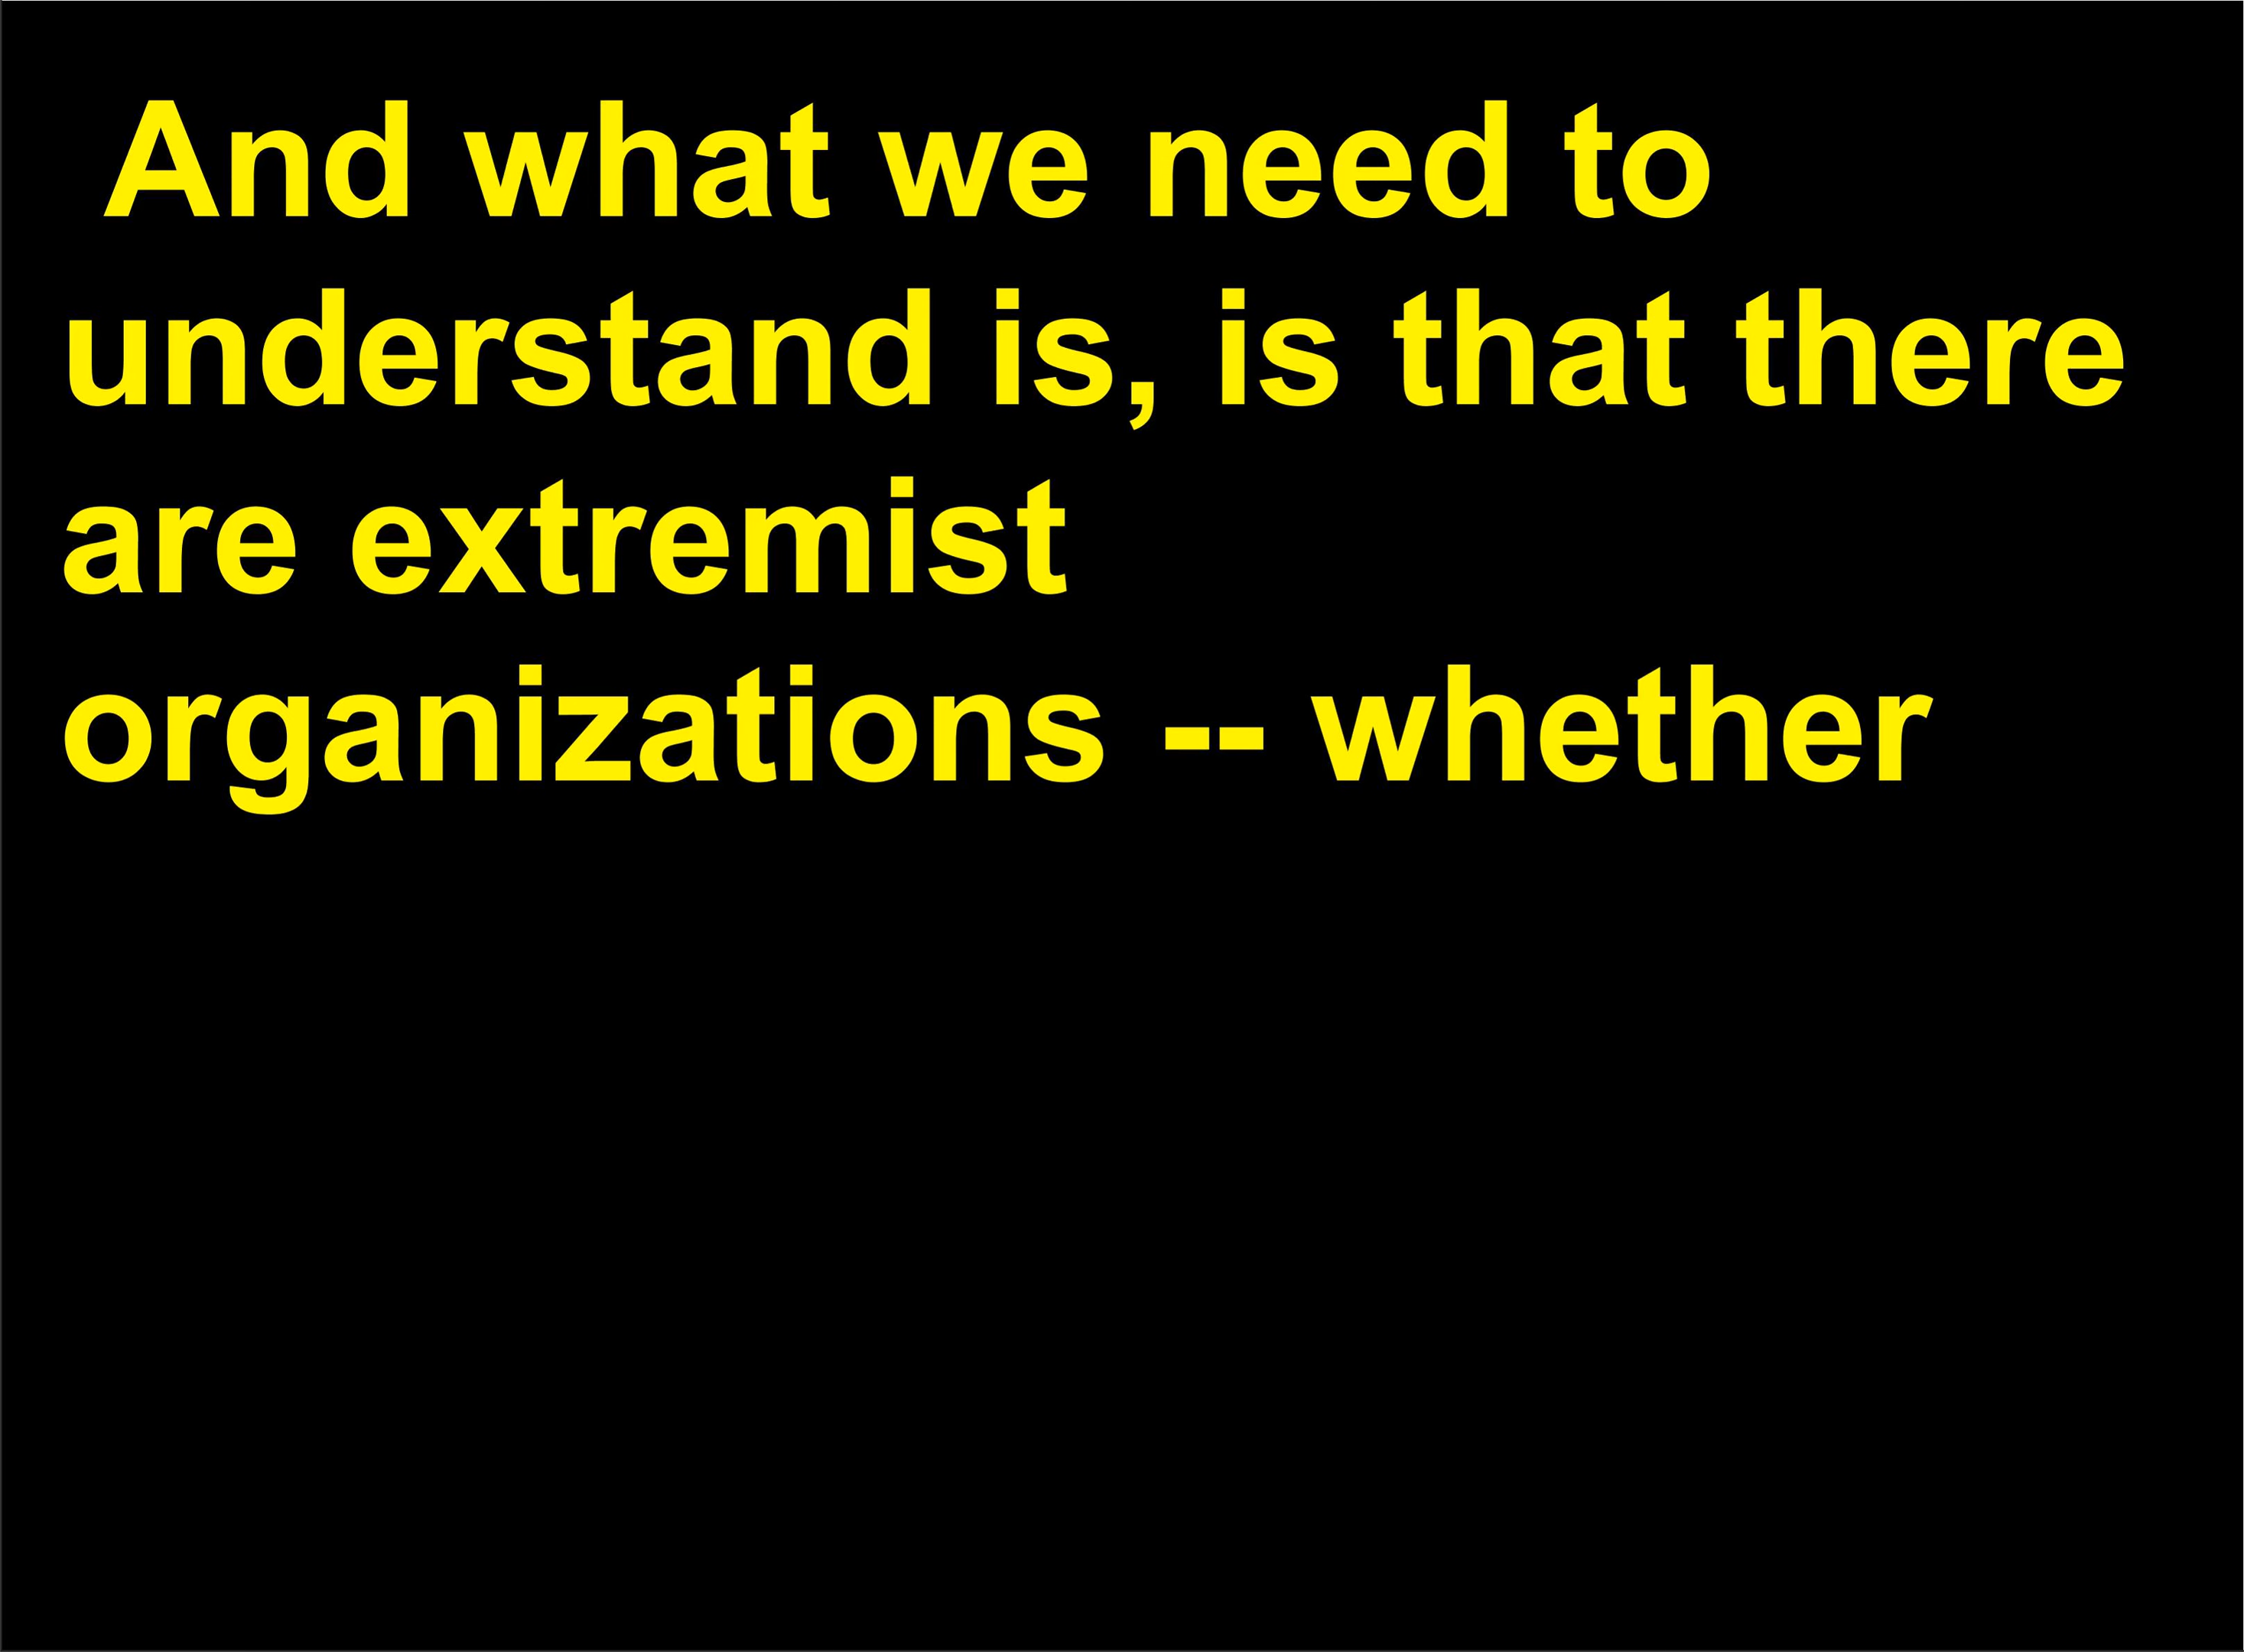 And what we need to
understand is, is that there
are extremist
organizations -- whether